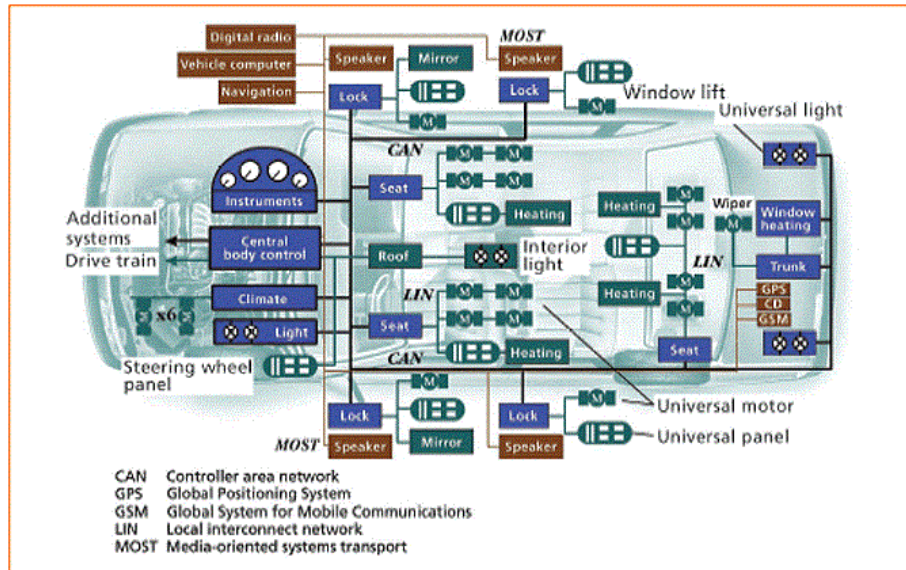 MOST
Digital radio
Vehicle computer
Navigation
Speaker
Mirror
Speaker
Lock
Lock
M
M
Window lift
Universal light
CAN
M M
Instruments
Seat
M M
Heating
Heating
M
M
Wiper
M
Window
heating
Additional
systems
Drive train
Central
body control
Roof
Interior
light
LIN
Trunk
Climate
LIN
M M
Heating
M
M
GPS
CD
GSM
M x6 M
Light
Seat
M M
CAN
Heating
Seat
Steering wheel
panel
Lock
M
Lock
M
Universal motor
MOST
Speaker
Mirror
Speaker
Universal panel
CAN Controller area network
GPS Global Positioning System
GSM Global System for Mobile Communications
LIN Local interconnect network
MOST Media-oriented systems transport